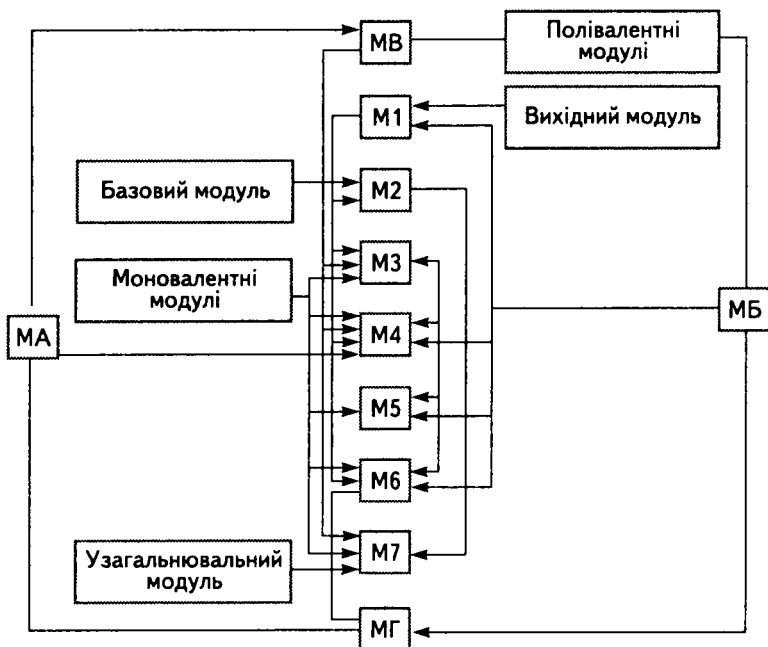 МВ
Полівалентні
модулі
М1
Вихідний модуль
Базовий модуль
М2
М3
Моновалентні
модулі
МА
М4
МБ
М5
М6
Узагальнювальний
модуль
М7
МГ